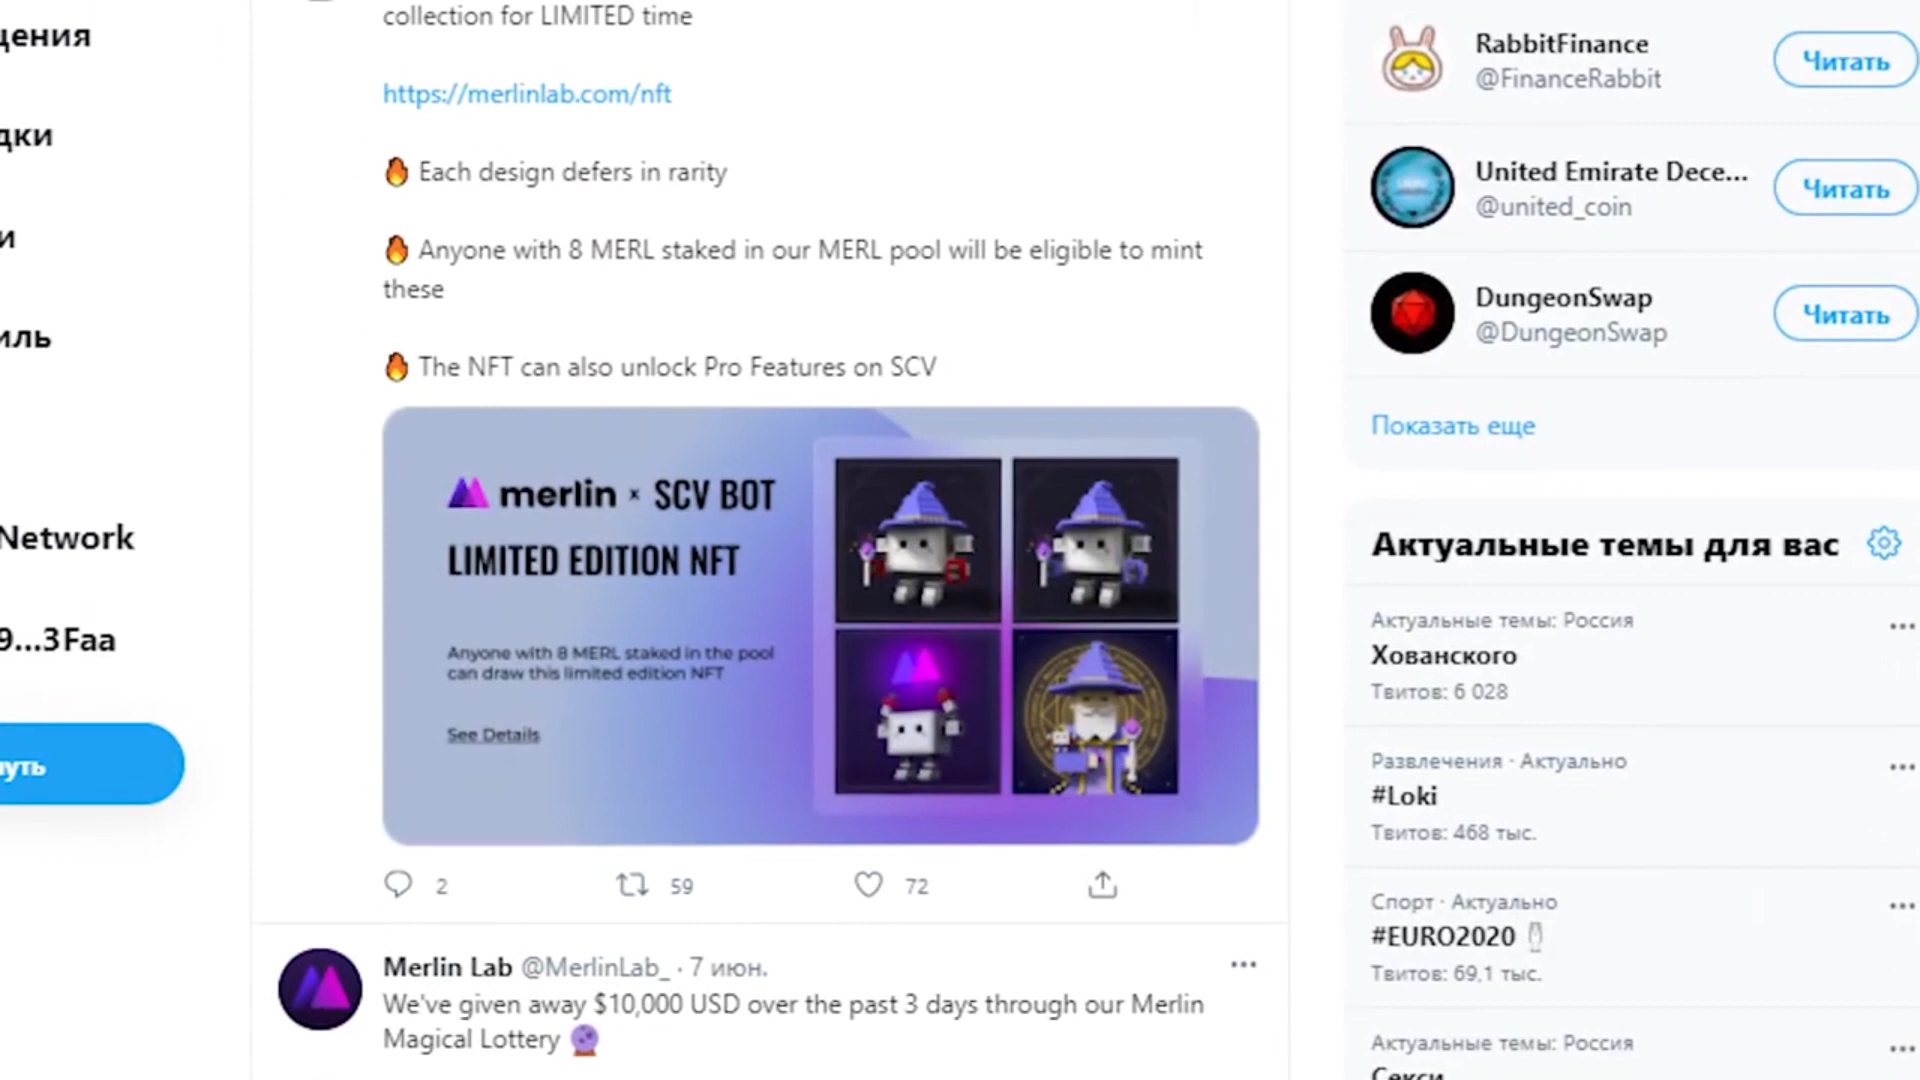 щения
дки
и
иль
Network
9...3Faa
нуть
collection for LIMITED time
https://merlinlab.com/nft
🔥 Each design defers in rarity
🔥 Anyone with 8 MERL staked in our MERL pool will be eligible to mint
these
🔥 The NFT can also unlock Pro Features on SCV
merlin x SCV BOT
LIMITED EDITION NFT
Anyone with 8 MERL staked in the pool
can draw this limited edition NFT
See Details
2
59
72
Merlin Lab @MerlinLab_ · 7 июн.
We've given away $10,000 USD over the past 3 days through our Merlin
Magical Lottery 🔮
RabbitFinance
@FinanceRabbit
Читать
United Emirate Dece...
@united_coin
Читать
DungeonSwap
@DungeonSwap
Читать
Показать еще
Актуальные темы для вас
Актуальные темы: Россия
Хованского
Твитов: 6 028
Развлечения · Актуально
#Loki
Твитов: 468 тыс.
Спорт · Актуально
#EURO2020
Твитов: 69,1 тыс.
Актуальные темы: Россия
Секси